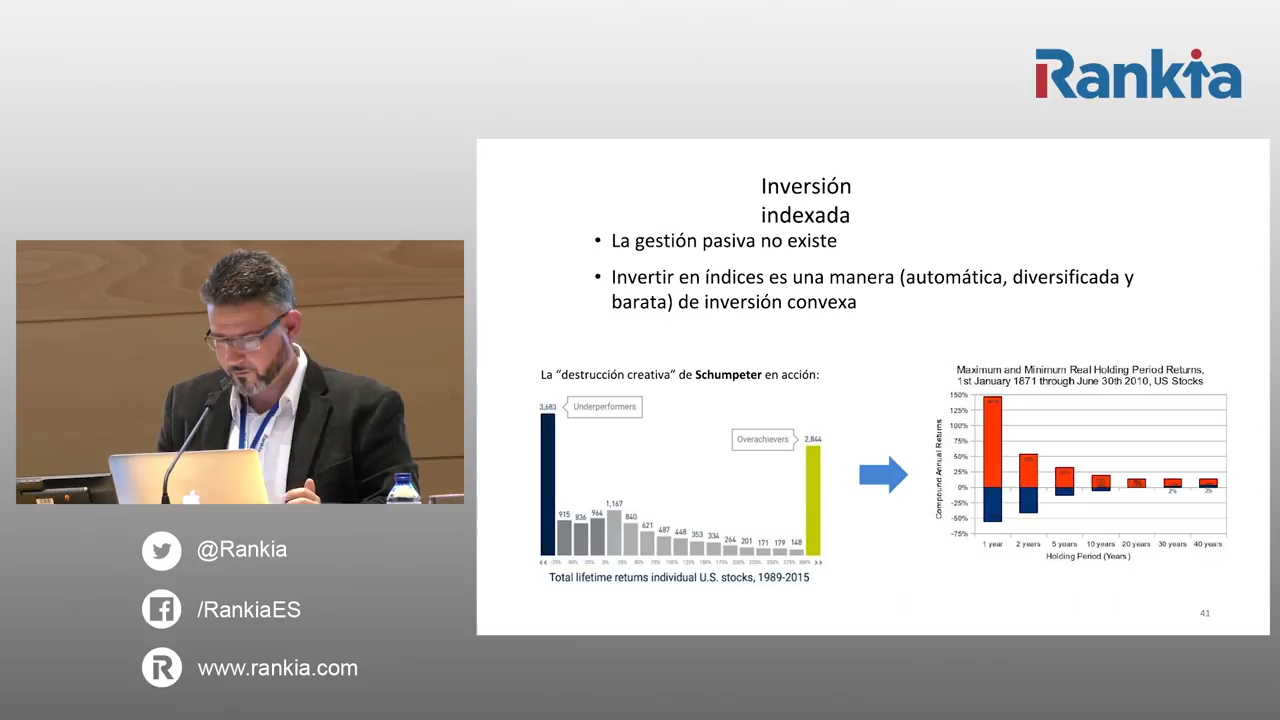 Rankia
Inversión
indexada
• La gestión pasiva no existe
• Invertir en índices es una manera (automática, diversificada y
barata) de inversión convexa
La “destrucción creativa” de Schumpeter en acción:
3,683
Underperformers
Overachievers
2,844
915
836
964
1,167
840
621
487
448
353
334
264
201
171
179
148
Total lifetime returns individual U.S. stocks, 1989-2015
Maximum and Minimum Real Holding Period Returns,
1st January 1871 through June 30th 2010, US Stocks
Compound Annual Returns
150%
125%
100%
75%
50%
25%
0%
-25%
-50%
-75%
2%
3%
1 year
2 years
5 years
10 years
20 years
30 years
40 years
Holding Period (Years)
41
@Rankia
/RankiaES
www.rankia.com